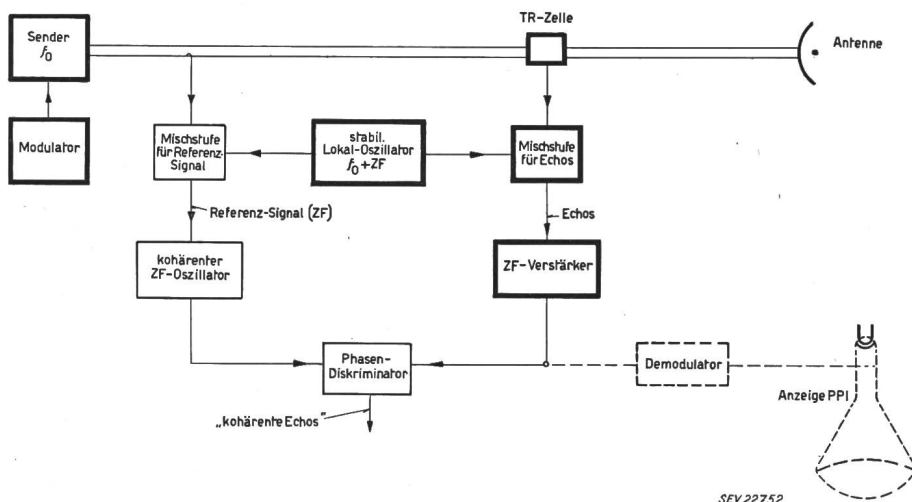 TR-Zelle
Sender
f0
Antenne
Modulator
Mischstufe
für Referenz-
Signal
stabil.
Lokal-Oszillator
f0+ZF
Mischstufe
für Echos
Referenz-Signal (ZF)
Echos
kohärenter
ZF-Oszillator
ZF-Verstärker
Phasen-
Diskriminator
Demodulator
Anzeige PPI
„kohärente Echos"
SEV 22752